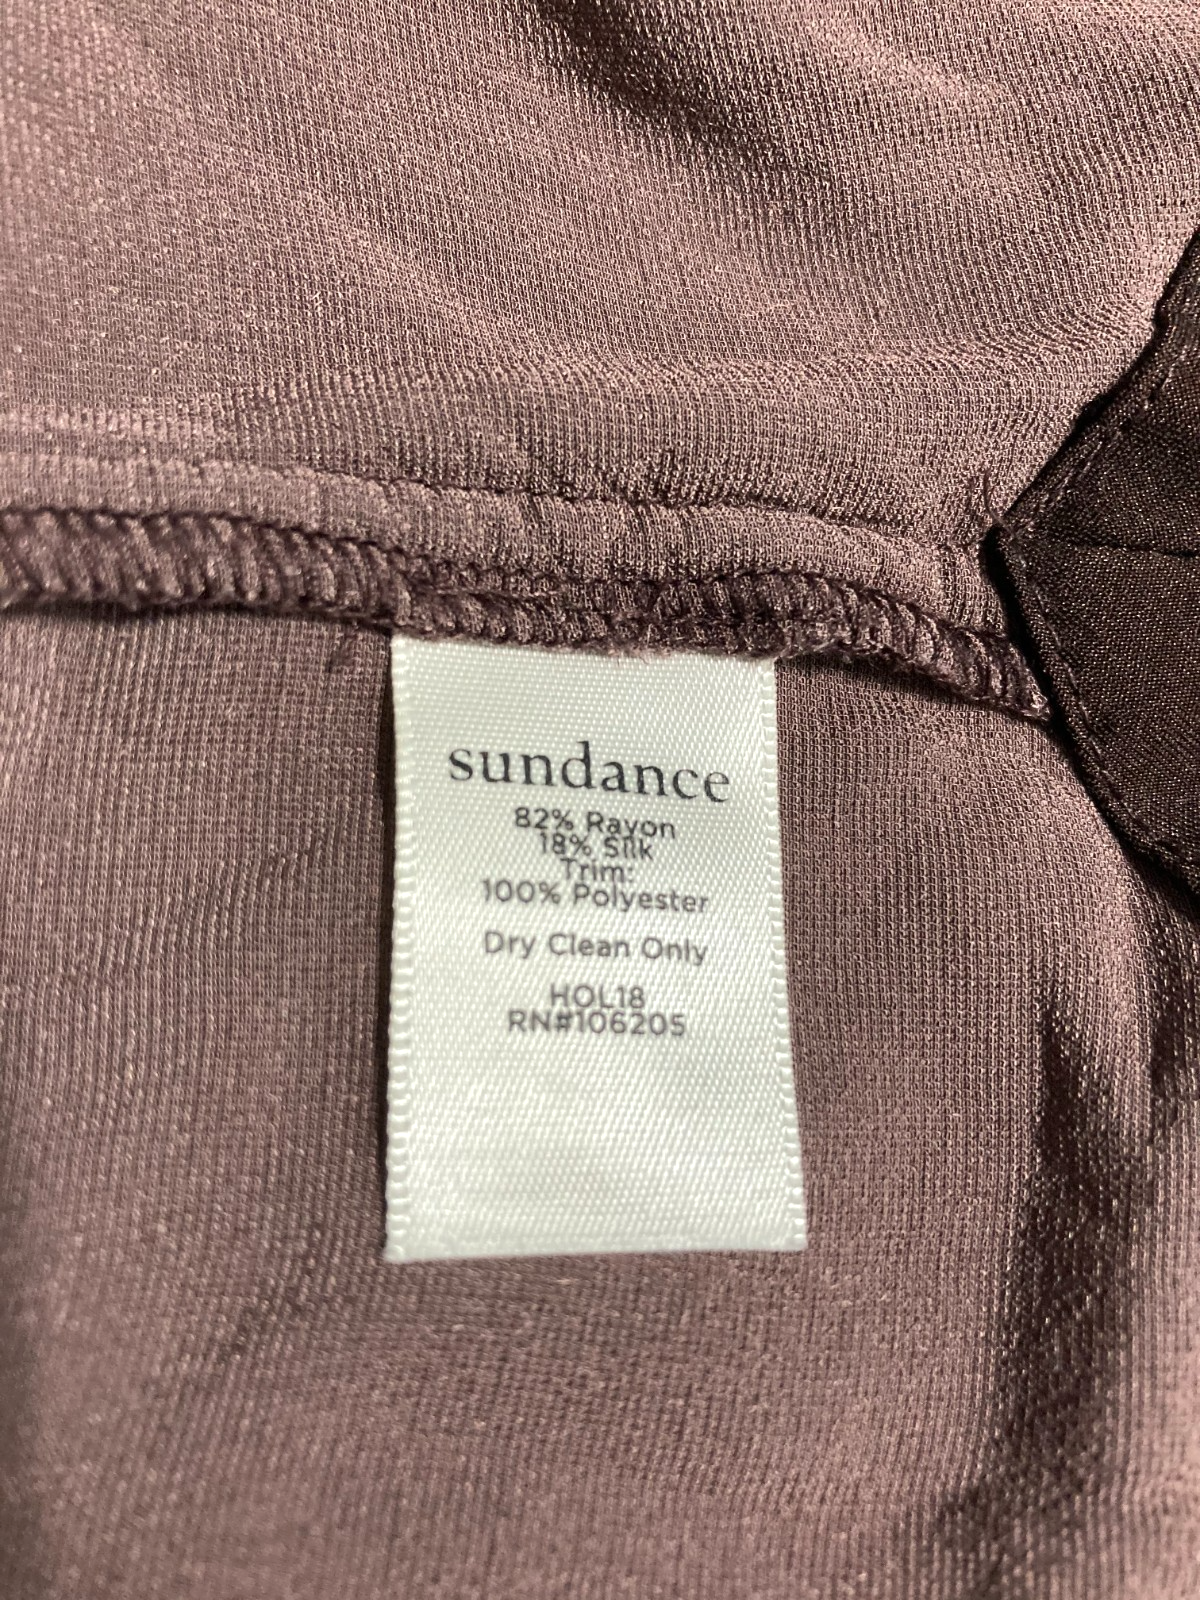 sundance
82% Rayon
18% Silk
Trim:
100% Polyester
Dry Clean Only
HOL18
RN#106205